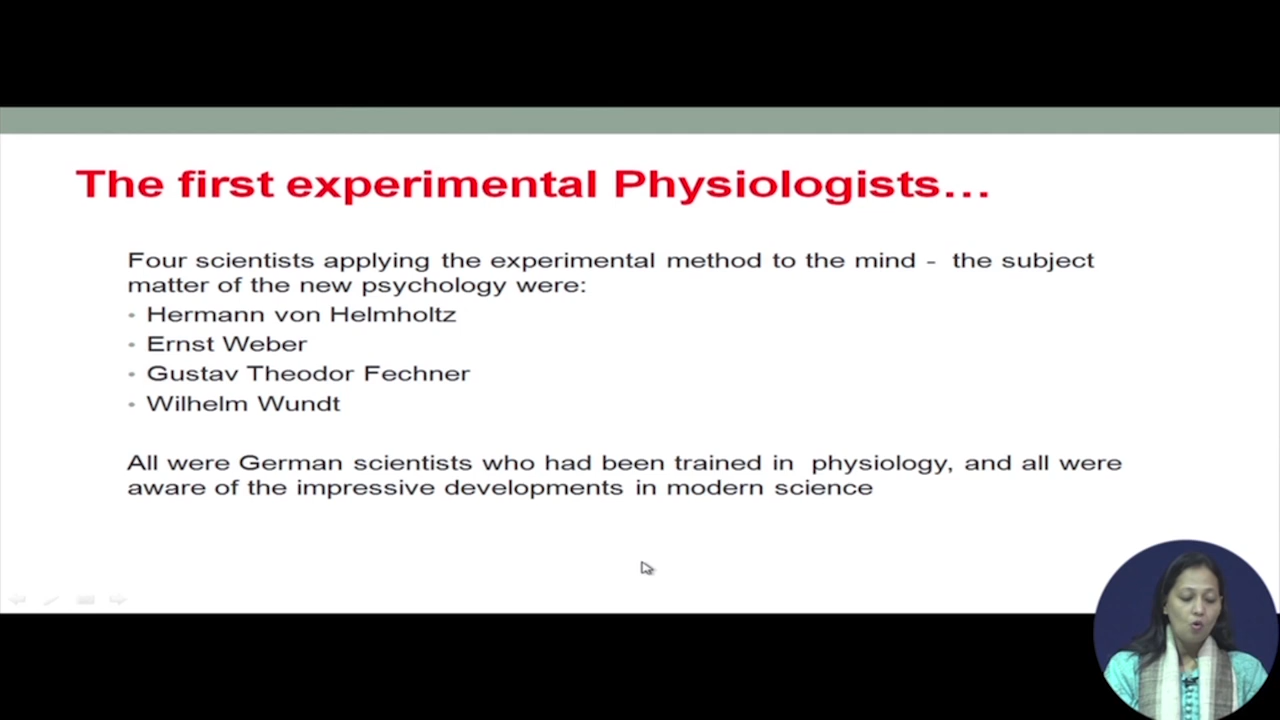 The first experimental Physiologists...
Four scientists applying the experimental method to the mind - the subject
matter of the new psychology were:
• Hermann von Helmholtz
• Ernst Weber
• Gustav Theodor Fechner
• Wilhelm Wundt
All were German scientists who had been trained in physiology, and all were
aware of the impressive developments in modern science